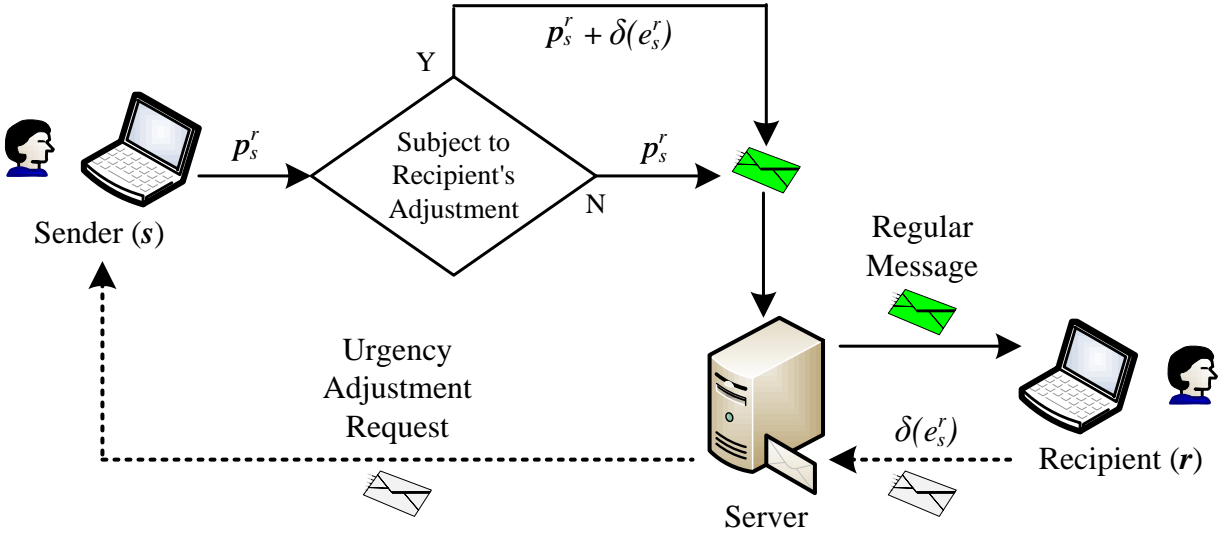 p_s^r + δ(e_s^r)
Y
Subject to
Recipient's
Adjustment
p_s^r
p_s^r
N
Sender (s)
Regular
Message
Urgency
Adjustment
Request
δ(e_s^r)
Recipient (r)
Server